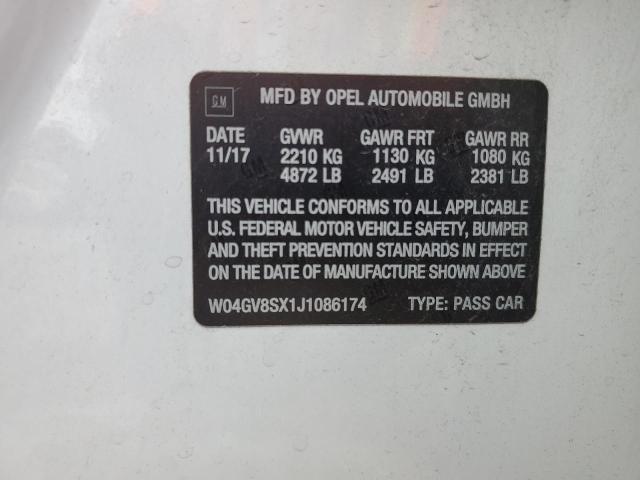 GM MFD BY OPEL AUTOMOBILE GMBH
DATE GVWR GAWR FRT GAWR RR
11/17 2210 KG 1130 KG 1080 KG
4872 LB 2491 LB 2381 LB
THIS VEHICLE CONFORMS TO ALL APPLICABLE
U.S. FEDERAL MOTOR VEHICLE SAFETY, BUMPER
AND THEFT PREVENTION STANDARDS IN EFFECT
ON THE DATE OF MANUFACTURE SHOWN ABOVE
W04GV8SX1J1086174 TYPE: PASS CAR